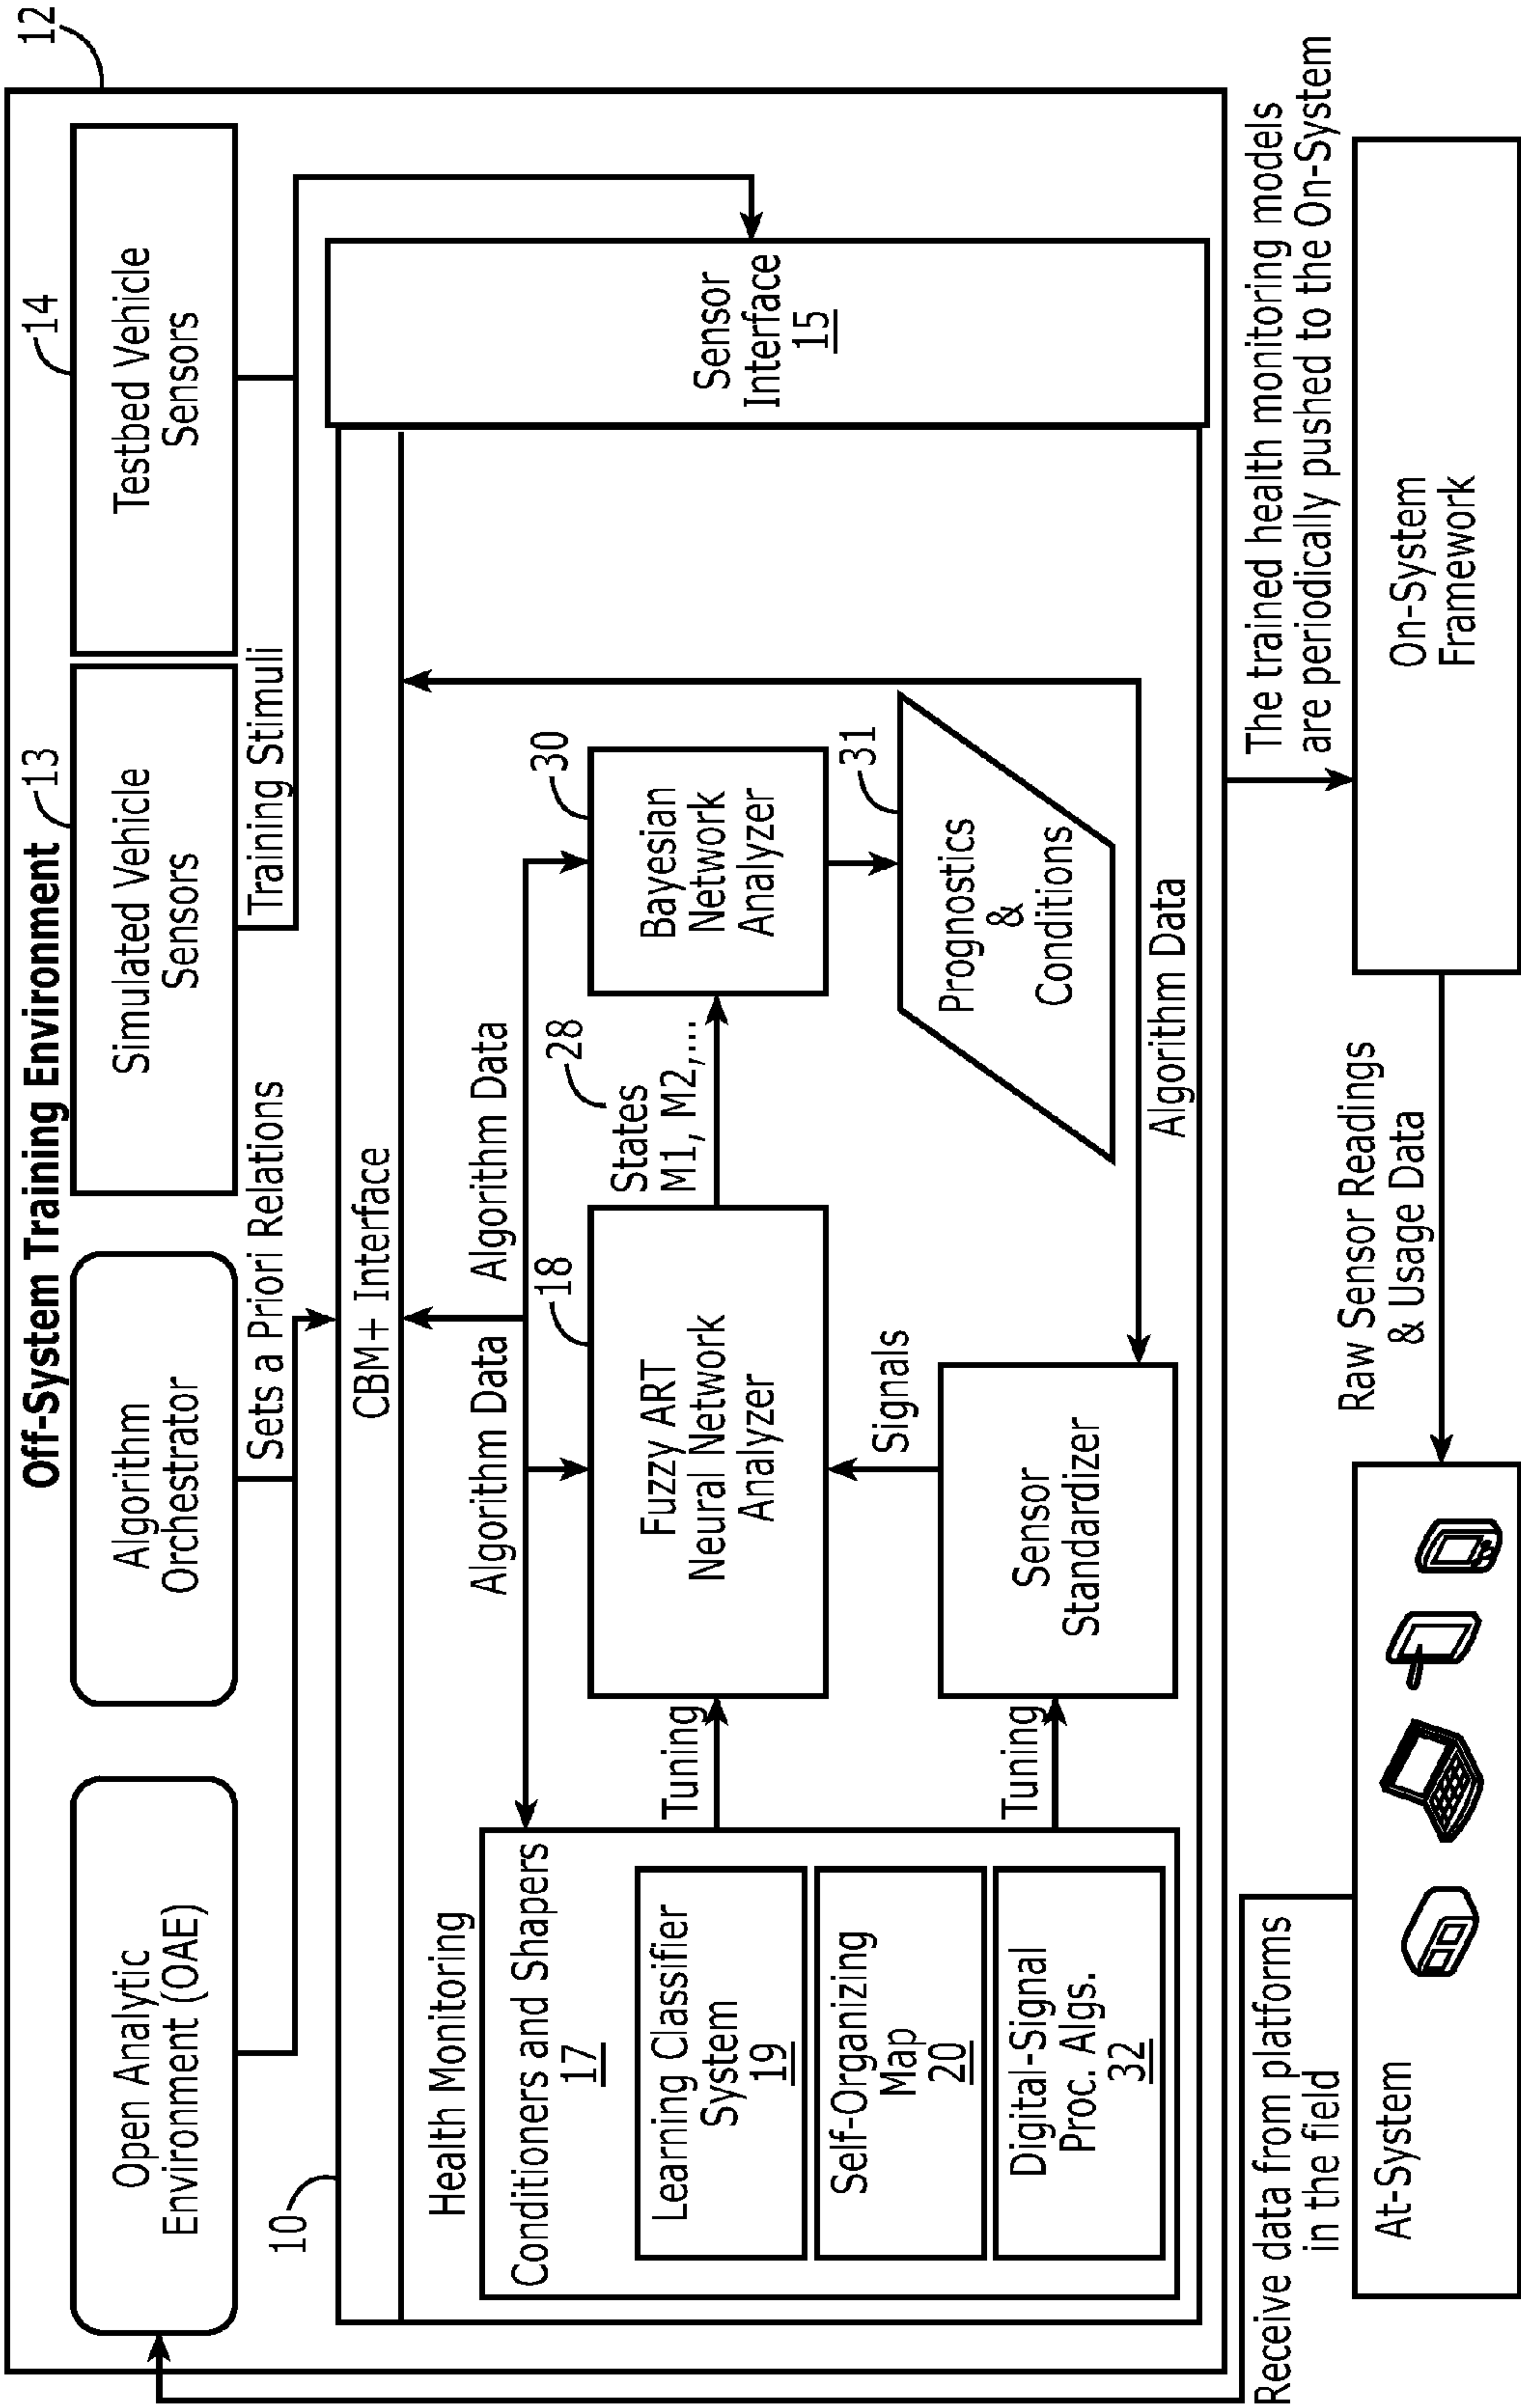 Off-System Training Environment
12
Open Analytic
Environment (OAE)
Algorithm
Orchestrator
13
Simulated Vehicle
Sensors
14
Testbed Vehicle
Sensors
Sets a Priori Relations
Training Stimuli
10
CBM+ Interface
Health Monitoring
Algorithm Data
Algorithm Data
Conditioners and Shapers
17
Learning Classifier
System
19
Self-Organizing
Map
20
Digital-Signal
Proc. Algs.
32
Tuning
Tuning
18
Fuzzy ART
Neural Network
Analyzer
Signals
Sensor
Standardizer
28
States
M1, M2,...
30
Bayesian
Network
Analyzer
31
Prognostics
&
Conditions
Algorithm Data
Sensor
Interface
15
Receive data from platforms
in the field
At-System
Raw Sensor Readings
& Usage Data
The trained health monitoring models
are periodically pushed to the On-System
On-System
Framework